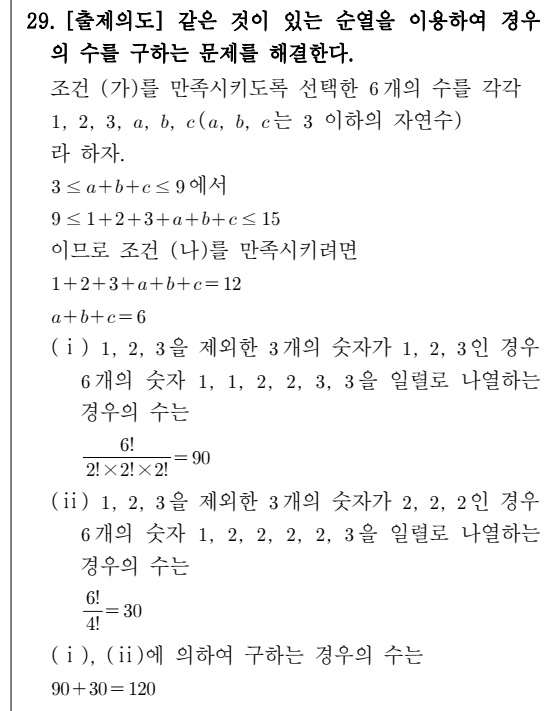 29. [출제의도] 같은 것이 있는 순열을 이용하여 경우
의 수를 구하는 문제를 해결한다.
조건 (가)를 만족시키도록 선택한 6개의 수를 각각
1, 2, 3, a, b, c(a, b, c는 3 이하의 자연수)
라 하자.
3≤a+b+c≤9에서
9≤1+2+3+a+b+c≤15
이므로 조건 (나)를 만족시키려면
1+2+3+a+b+c=12
a+b+c=6
(ⅰ) 1, 2, 3을 제외한 3개의 숫자가 1, 2, 3인 경우
6개의 숫자 1, 1, 2, 2, 3, 3을 일렬로 나열하는
경우의 수는
6!/(2!×2!×2!)=90
(ⅱ) 1, 2, 3을 제외한 3개의 숫자가 2, 2, 2인 경우
6개의 숫자 1, 2, 2, 2, 2, 3을 일렬로 나열하는
경우의 수는
6!/4!=30
(ⅰ), (ⅱ)에 의하여 구하는 경우의 수는
90+30=120